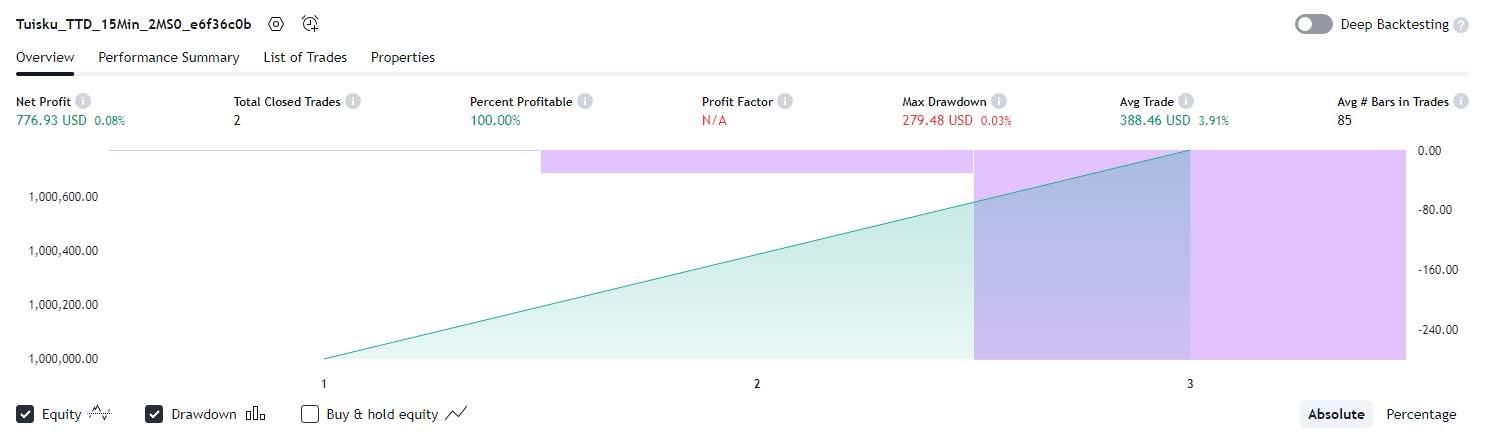 Tuisku_TTD_15Min_2MS0_e6f36c0b
Deep Backtesting ?
Overview Performance Summary List of Trades Properties
Net Profit i Total Closed Trades i Percent Profitable i Profit Factor i Max Drawdown i Avg Trade i Avg # Bars in Trades i
776.93 USD 0.08% 2 100.00% N/A 279.48 USD 0.03% 388.46 USD 3.91% 85
0.00
1,000,600.00
-80.00
1,000,400.00
-160.00
1,000,200.00
-240.00
1,000,000.00
1 2 3
Equity Drawdown Buy & hold equity Absolute Percentage